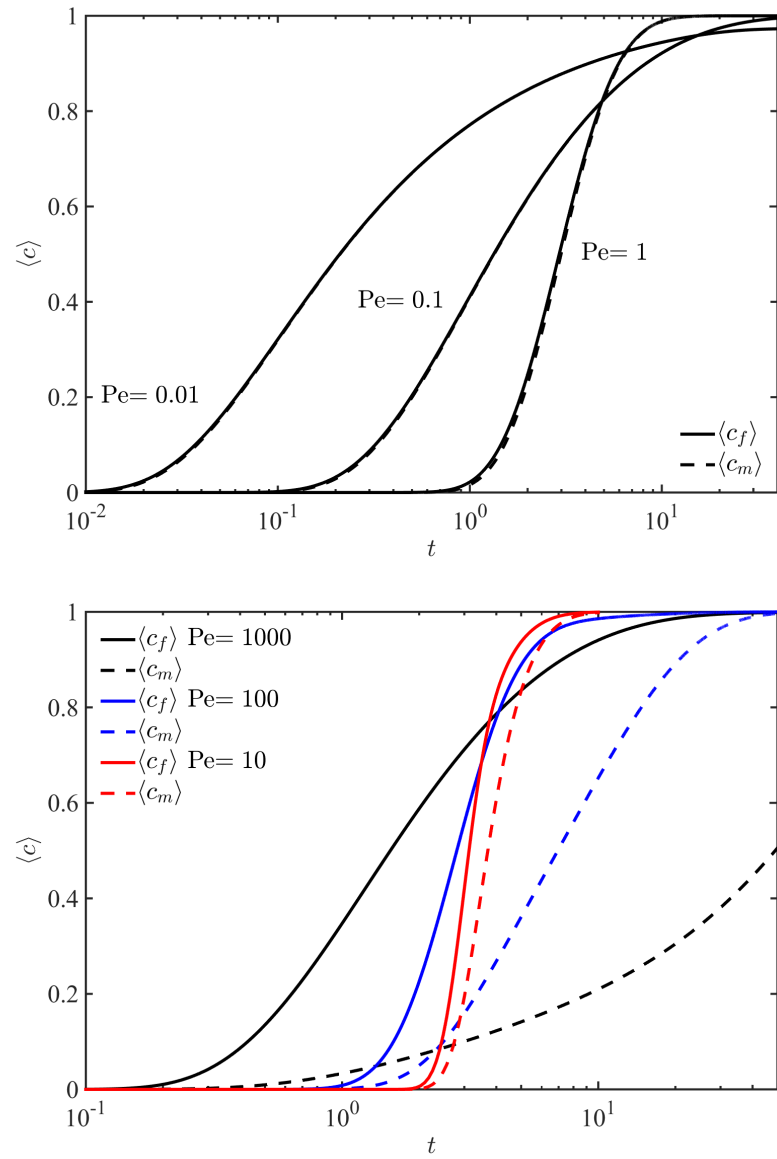 1
0.8
0.6
0.4
0.2
0
⟨c⟩
Pe= 0.01
Pe= 0.1
Pe= 1
⟨c_f⟩
⟨c_m⟩
10^-2
10^-1
10^0
10^1
t
1
0.8
0.6
0.4
0.2
0
⟨c⟩
⟨c_f⟩ Pe= 1000
⟨c_m⟩
⟨c_f⟩ Pe= 100
⟨c_m⟩
⟨c_f⟩ Pe= 10
⟨c_m⟩
10^-1
10^0
10^1
t